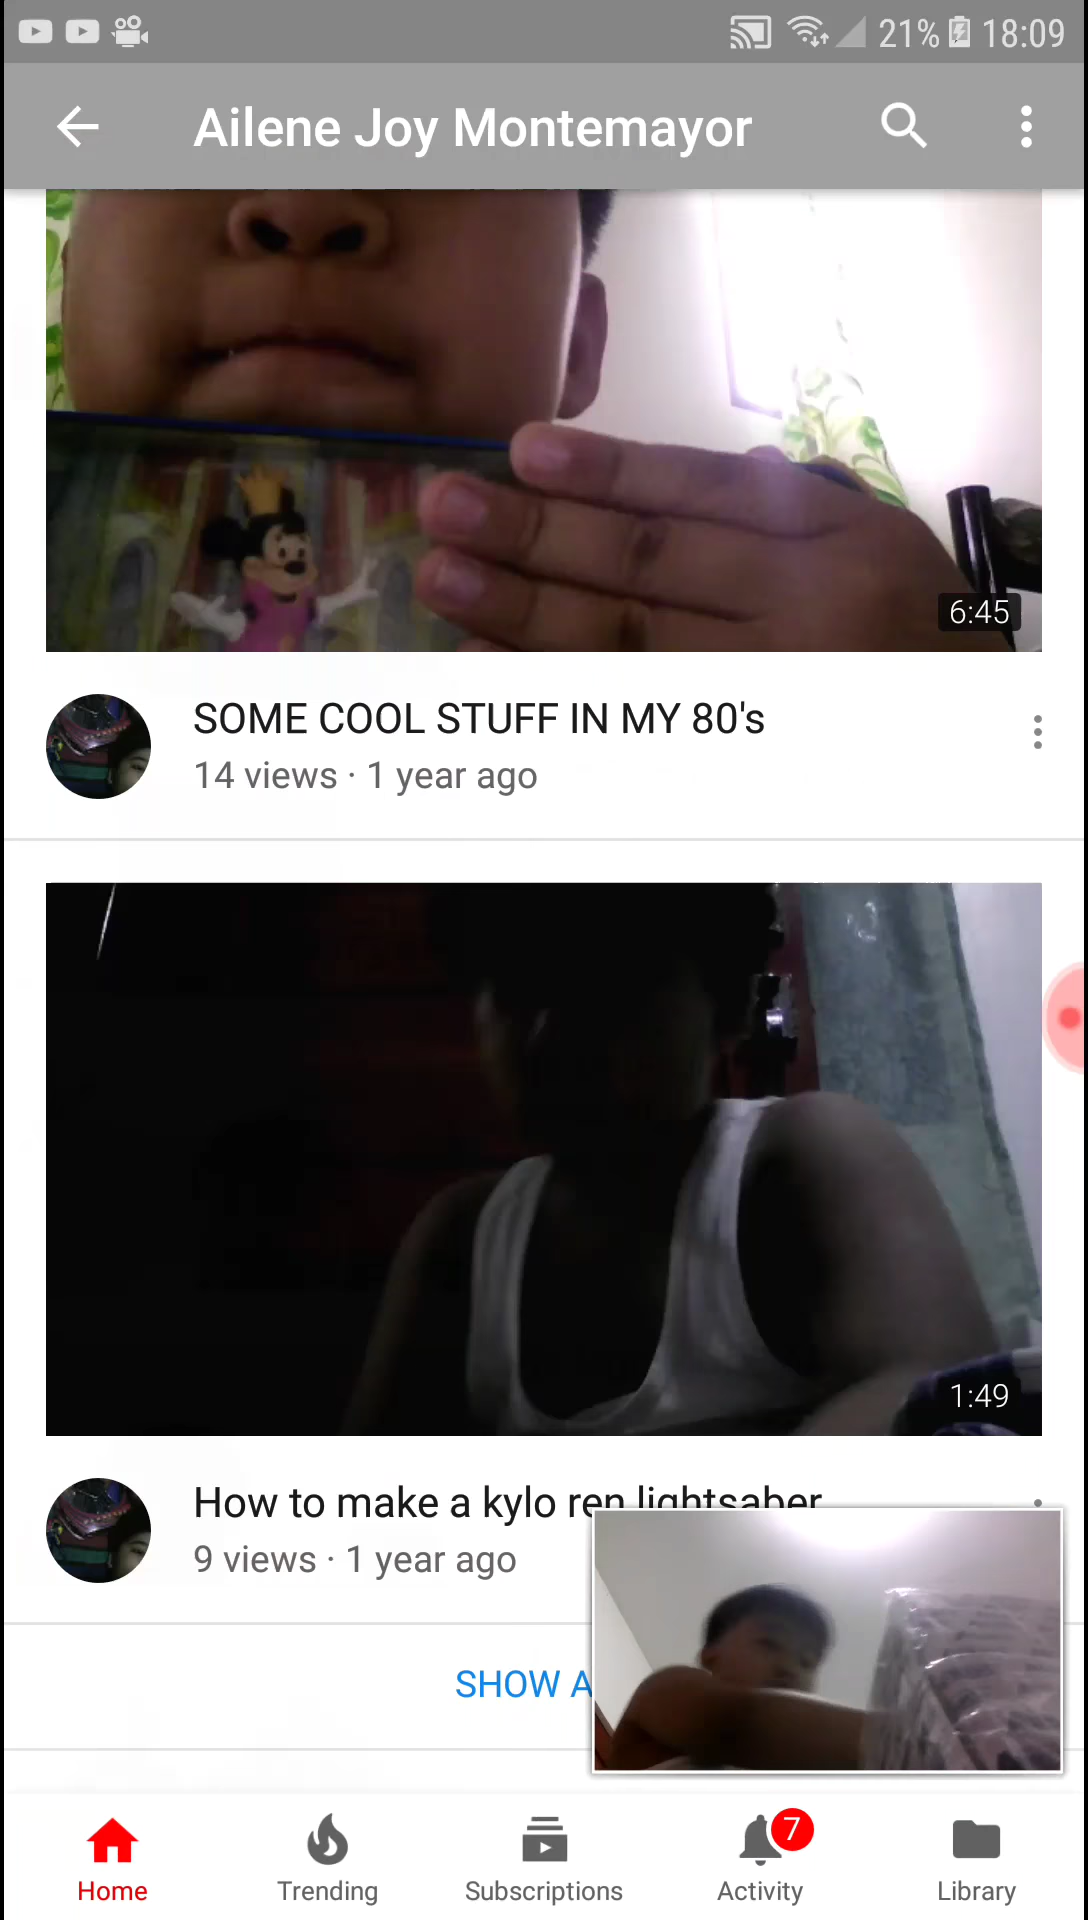 21% 18:09
Ailene Joy Montemayor
6:45
SOME COOL STUFF IN MY 80's
14 views · 1 year ago
1:49
How to make a kylo ren lightsaber
9 views · 1 year ago
SHOW A
7
Home Trending Subscriptions Activity Library